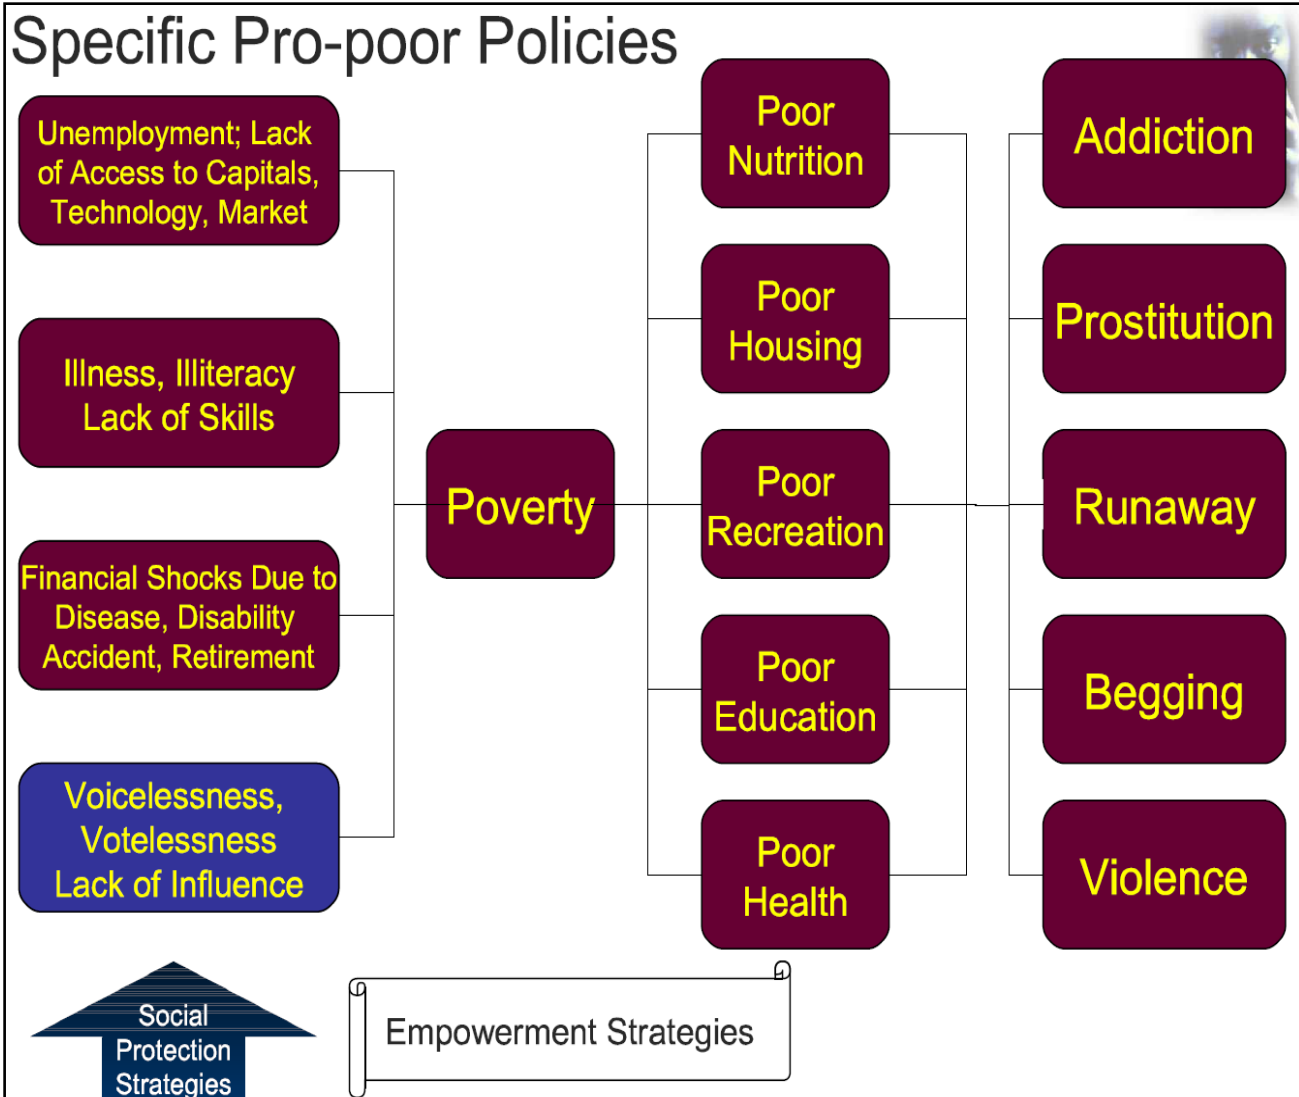 Specific Pro-poor Policies
Unemployment; Lack
of Access to Capitals,
Technology, Market
Illness, Illiteracy
Lack of Skills
Financial Shocks Due to
Disease, Disability
Accident, Retirement
Voicelessness,
Votelessness
Lack of Influence
Poverty
Poor
Nutrition
Poor
Housing
Poor
Recreation
Poor
Education
Poor
Health
Addiction
Prostitution
Runaway
Begging
Violence
Social
Protection
Strategies
Empowerment Strategies